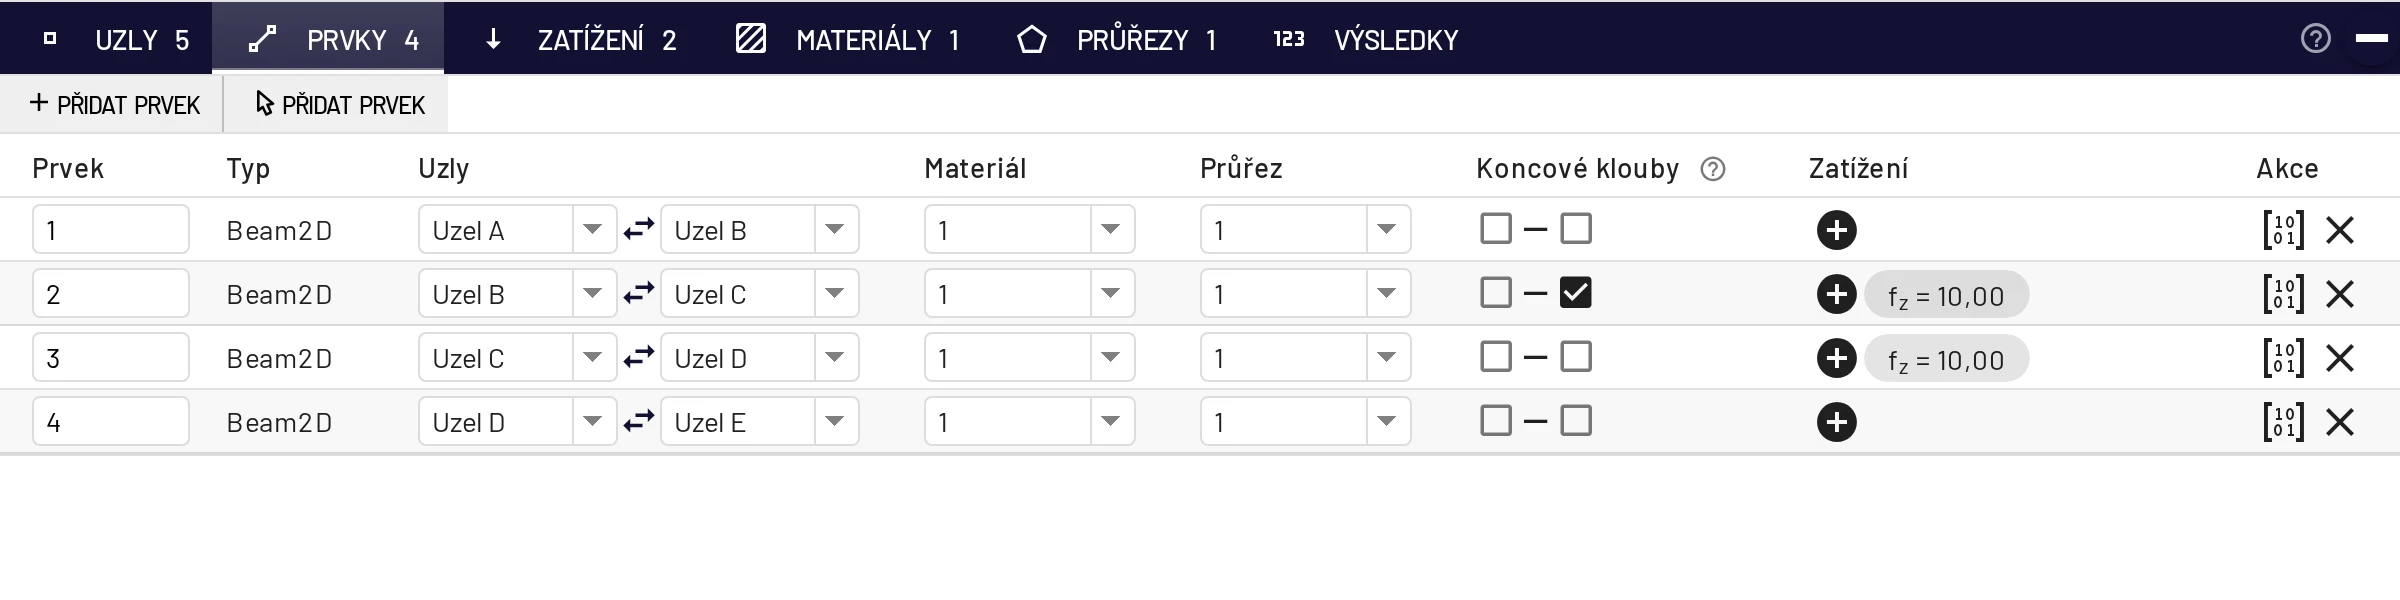 UZLY 5 PRVKY 4 ZATÍŽENÍ 2 MATERIÁLY 1 PRŮŘEZY 1 123 VÝSLEDKY
+ PŘIDAT PRVEK PŘIDAT PRVEK
Prvek Typ Uzly Materiál Průřez Koncové klouby Zatížení Akce
1 Beam2D Uzel A Uzel B 1 1
2 Beam2D Uzel B Uzel C 1 1 fz = 10,00
3 Beam2D Uzel C Uzel D 1 1 fz = 10,00
4 Beam2D Uzel D Uzel E 1 1